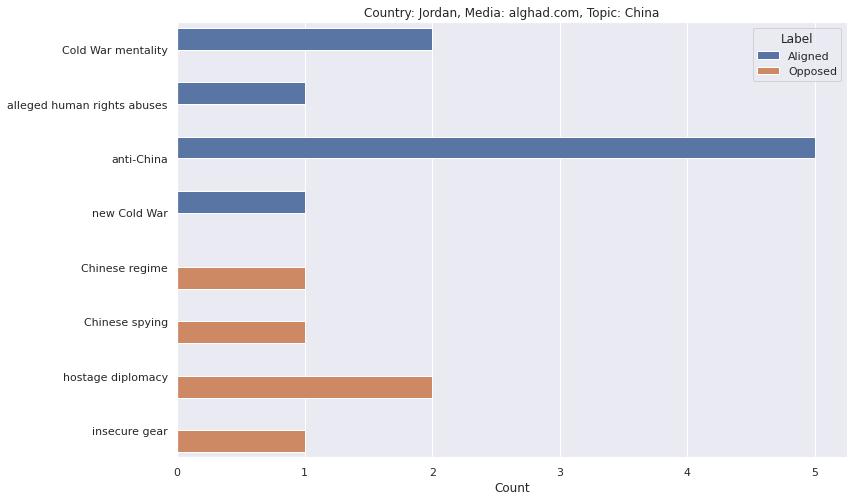 Country: Jordan, Media: alghad.com, Topic: China
Label
Aligned
Opposed
Cold War mentality
alleged human rights abuses
anti-China
new Cold War
Chinese regime
Chinese spying
hostage diplomacy
insecure gear
0 1 2 3 4 5
Count